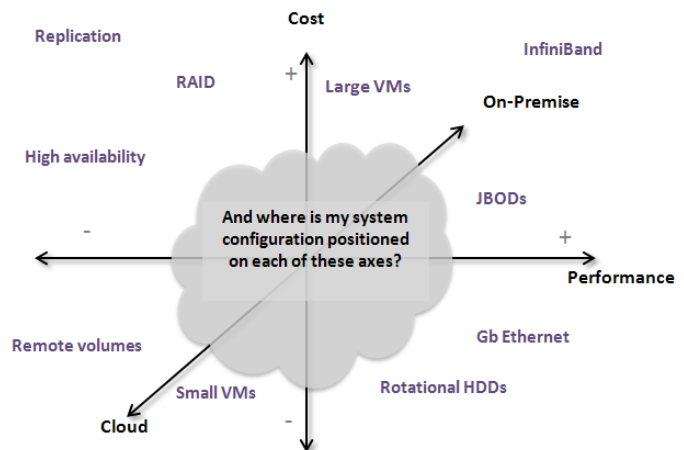 Cost
Replication
InfiniBand
+
RAID
Large VMs
On-Premise
High availability
JBODs
And where is my system
configuration positioned
on each of these axes?
-
+
Performance
Gb Ethernet
Remote volumes
Rotational HDDs
Small VMs
-
Cloud